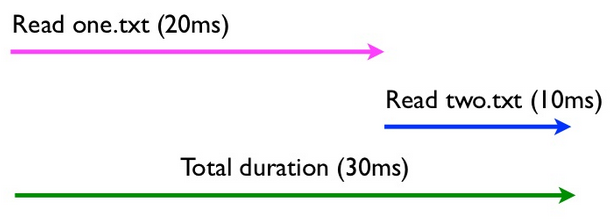 Read one.txt (20ms)
Read two.txt (10ms)
Total duration (30ms)